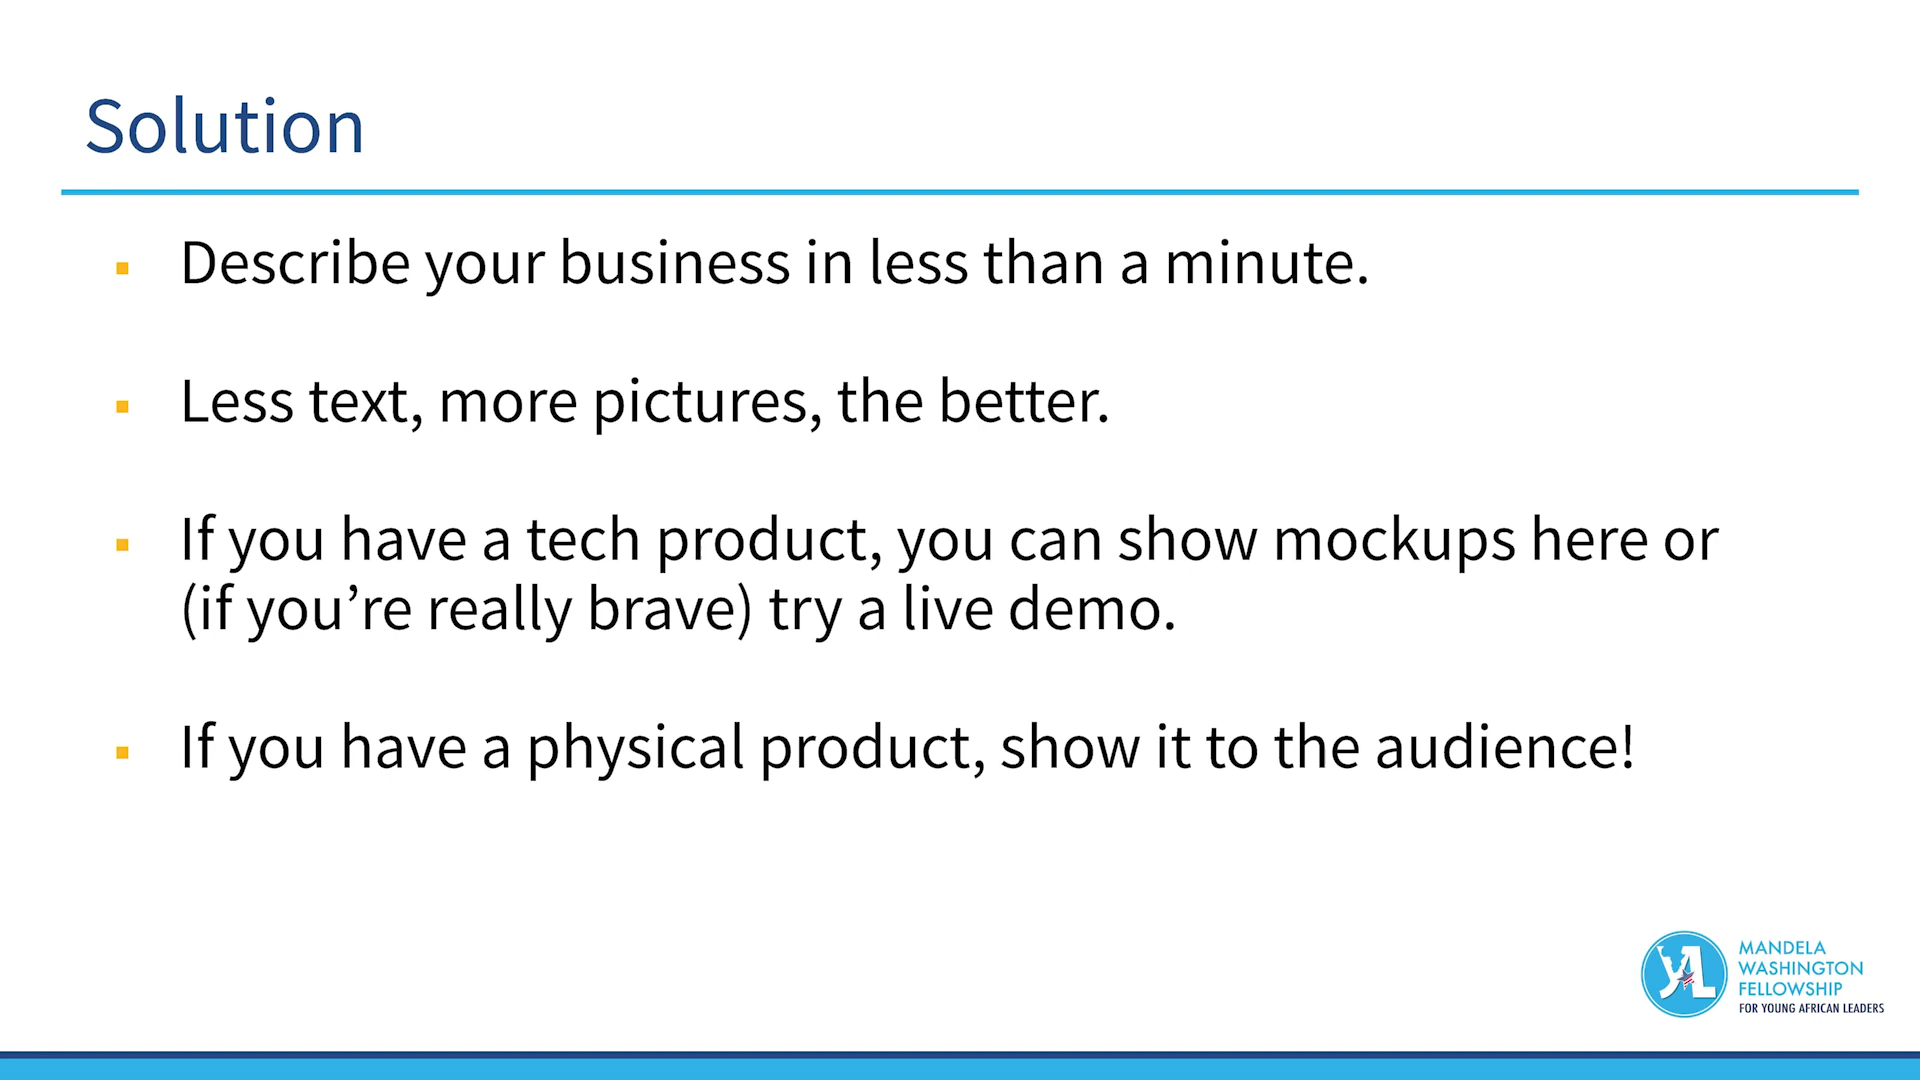 Solution
▪ Describe your business in less than a minute.
▪ Less text, more pictures, the better.
▪ If you have a tech product, you can show mockups here or
(if you’re really brave) try a live demo.
▪ If you have a physical product, show it to the audience!
YAL
MANDELA
WASHINGTON
FELLOWSHIP
FOR YOUNG AFRICAN LEADERS